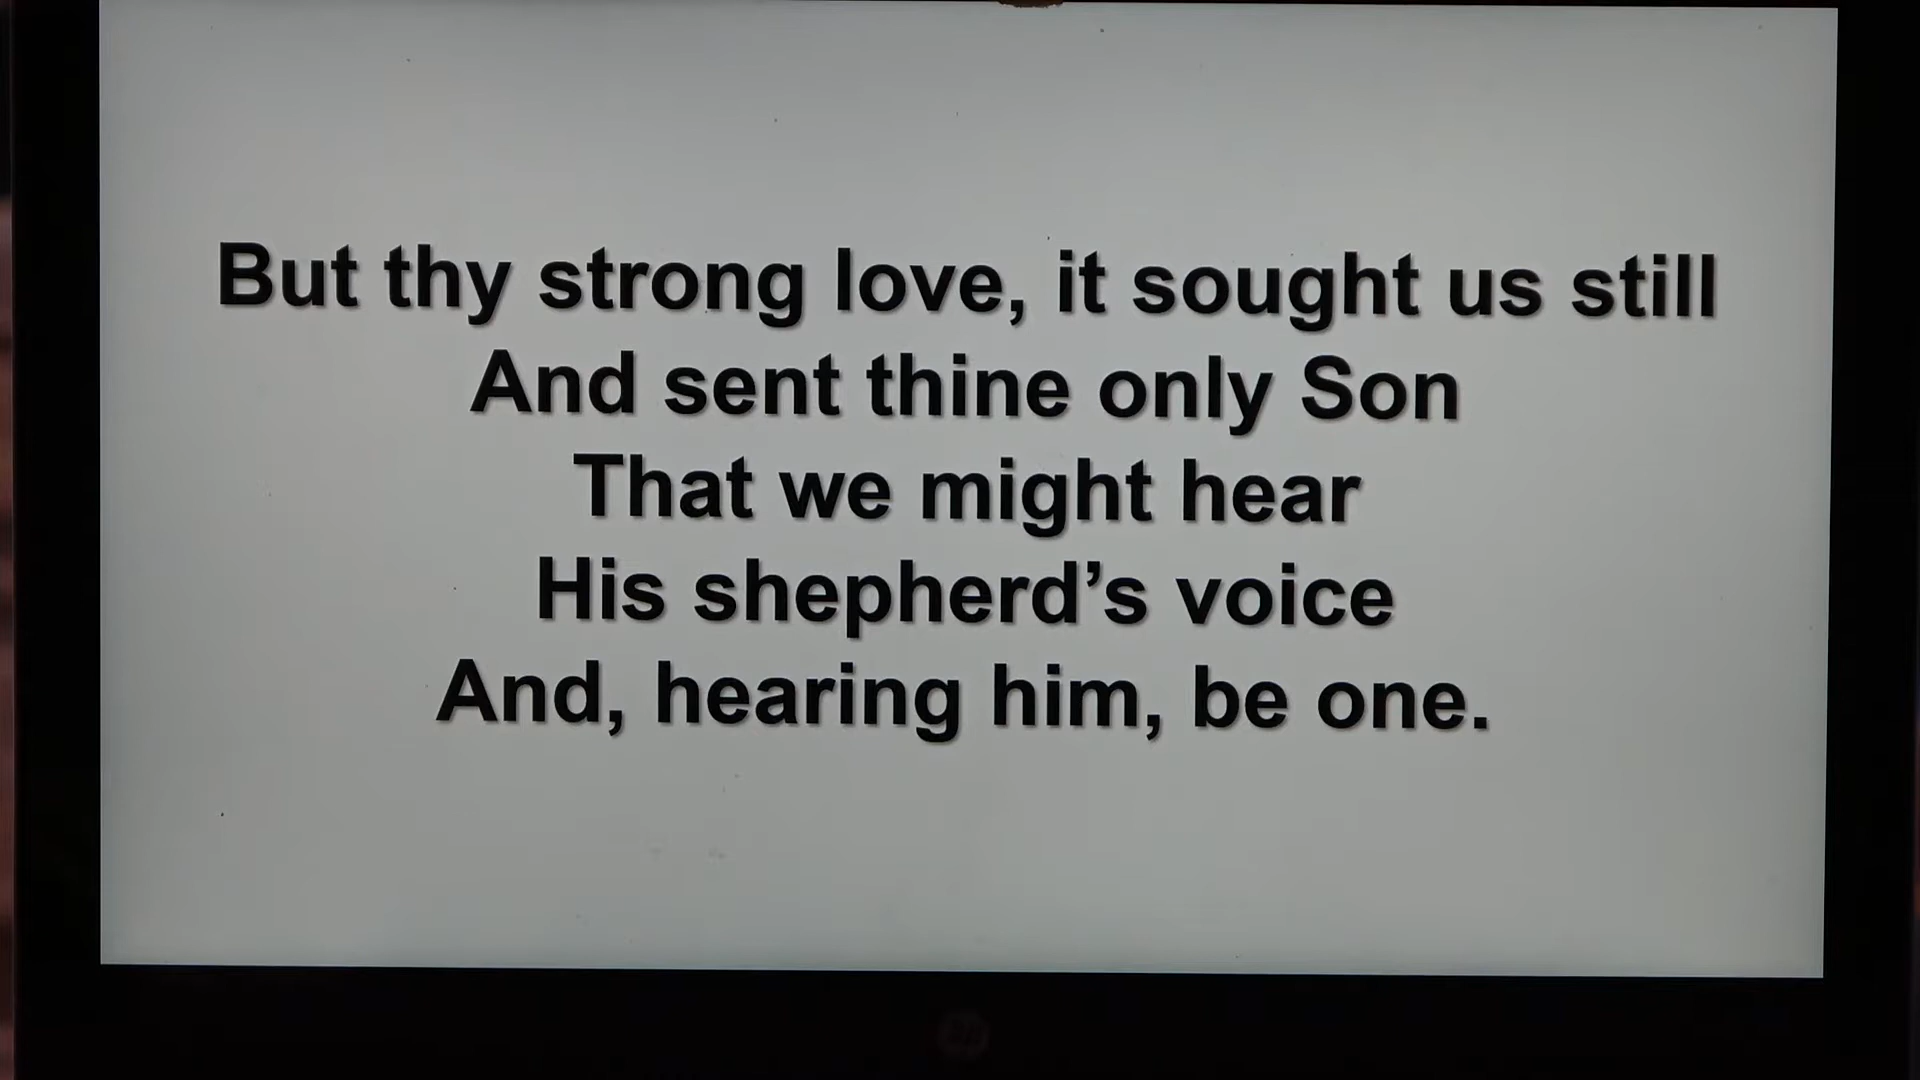 But thy strong love, it sought us still
And sent thine only Son
That we might hear
His shepherd’s voice
And, hearing him, be one.